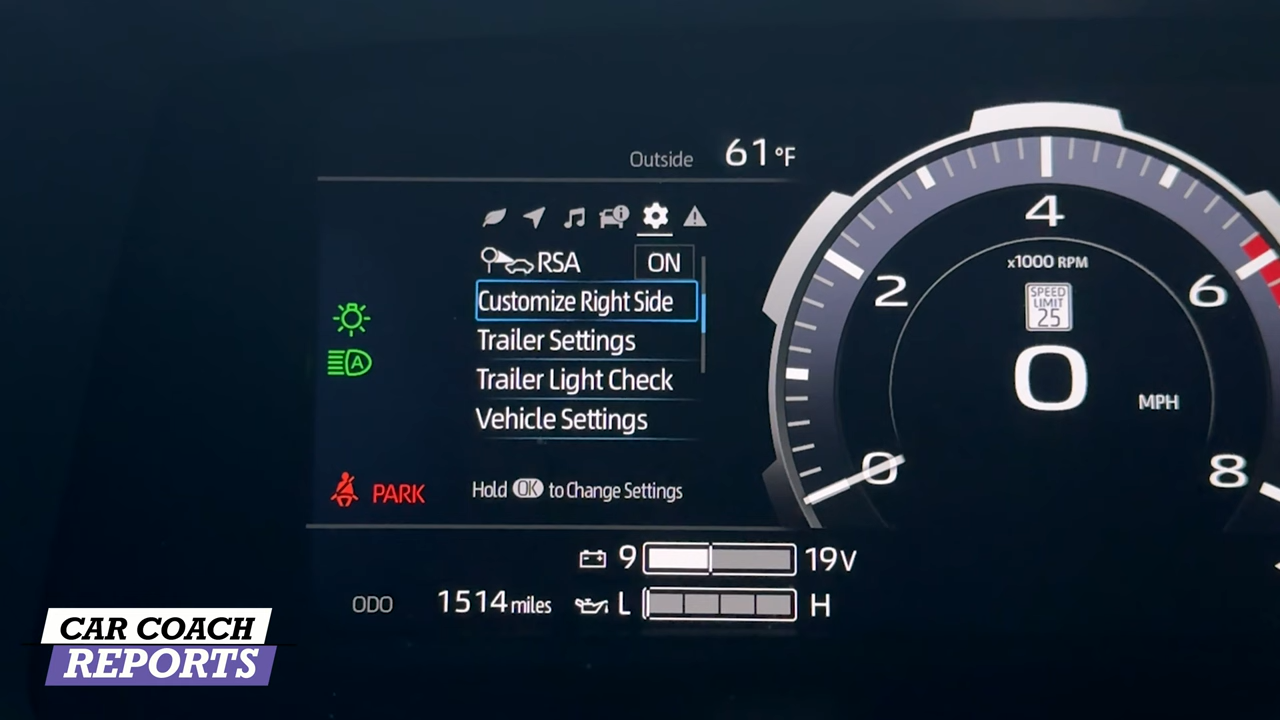 Outside 61°F
RSA ON
Customize Right Side
Trailer Settings
Trailer Light Check
Vehicle Settings
Hold OK to Change Settings
A
PARK
9 19V
ODO 1514 miles L H
0
2
4
6
8
x1000 RPM
SPEED
LIMIT
25
0 MPH
CAR COACH
REPORTS